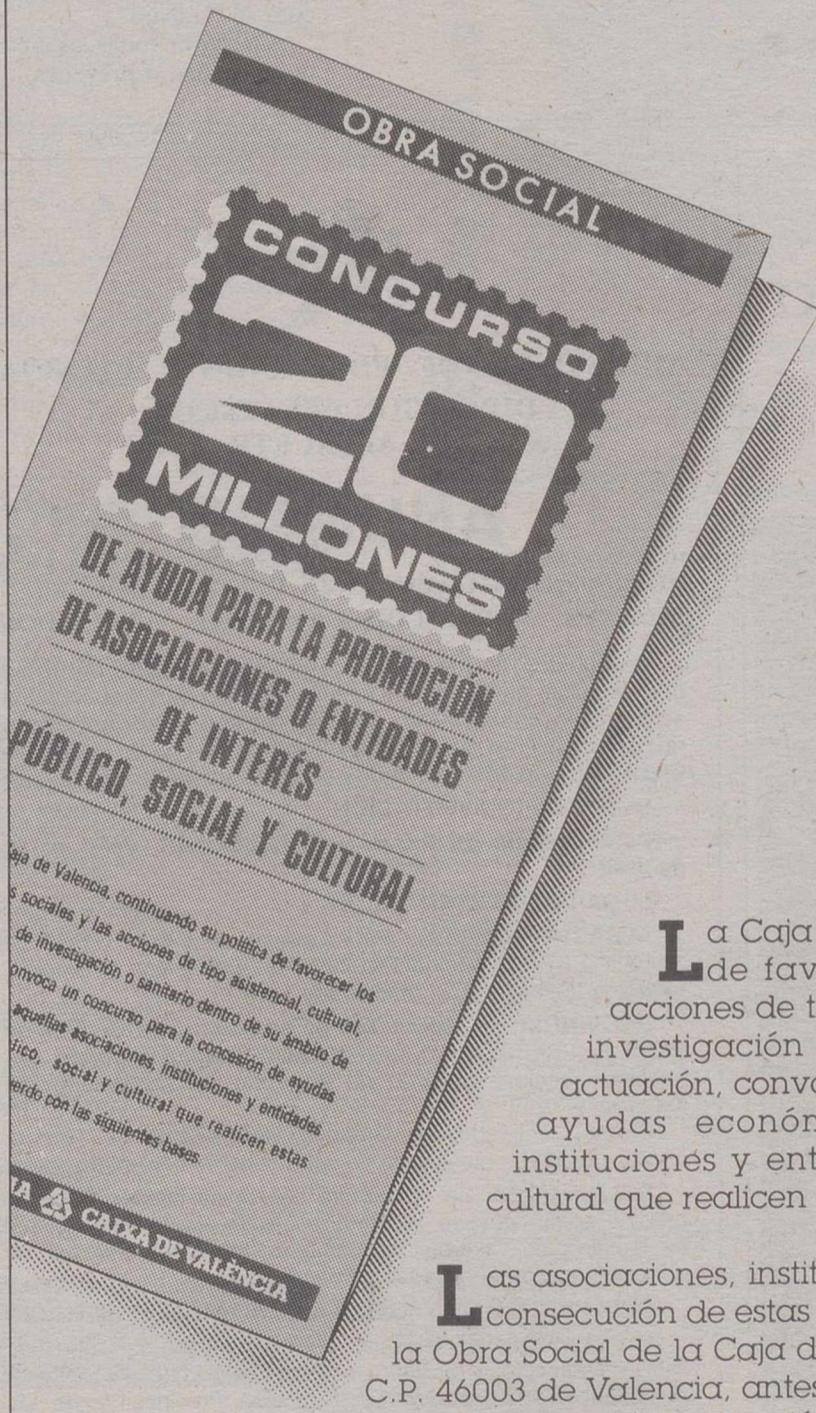 OBRA SOCIAL
CONCURSO
20
MILLONES
DE AYUDA PARA LA PROMOCIÓN
DE ASOCIACIONES O ENTIDADES
DE INTERÉS
PÚBLICO, SOCIAL Y CULTURAL
aja de Valencia, continuando su política de favorecer los
s sociales y las acciones de tipo asistencial, cultural,
de investigación o sanitario dentro de su ámbito de
onvoca un concurso para la concesión de ayudas
aquellas asociaciones, instituciones y entidades
lico, social y cultural que realicen estas
uerdo con las siguientes bases
IA CAIXA DE VALÈNCIA
La Caja
de fav
acciones de t
investigación
actuación, convo
ayudas econón
instituciones y ent
cultural que realicen
Las asociaciones, instit
consecución de estas
la Obra Social de la Caja d
C.P. 46003 de Valencia, antes